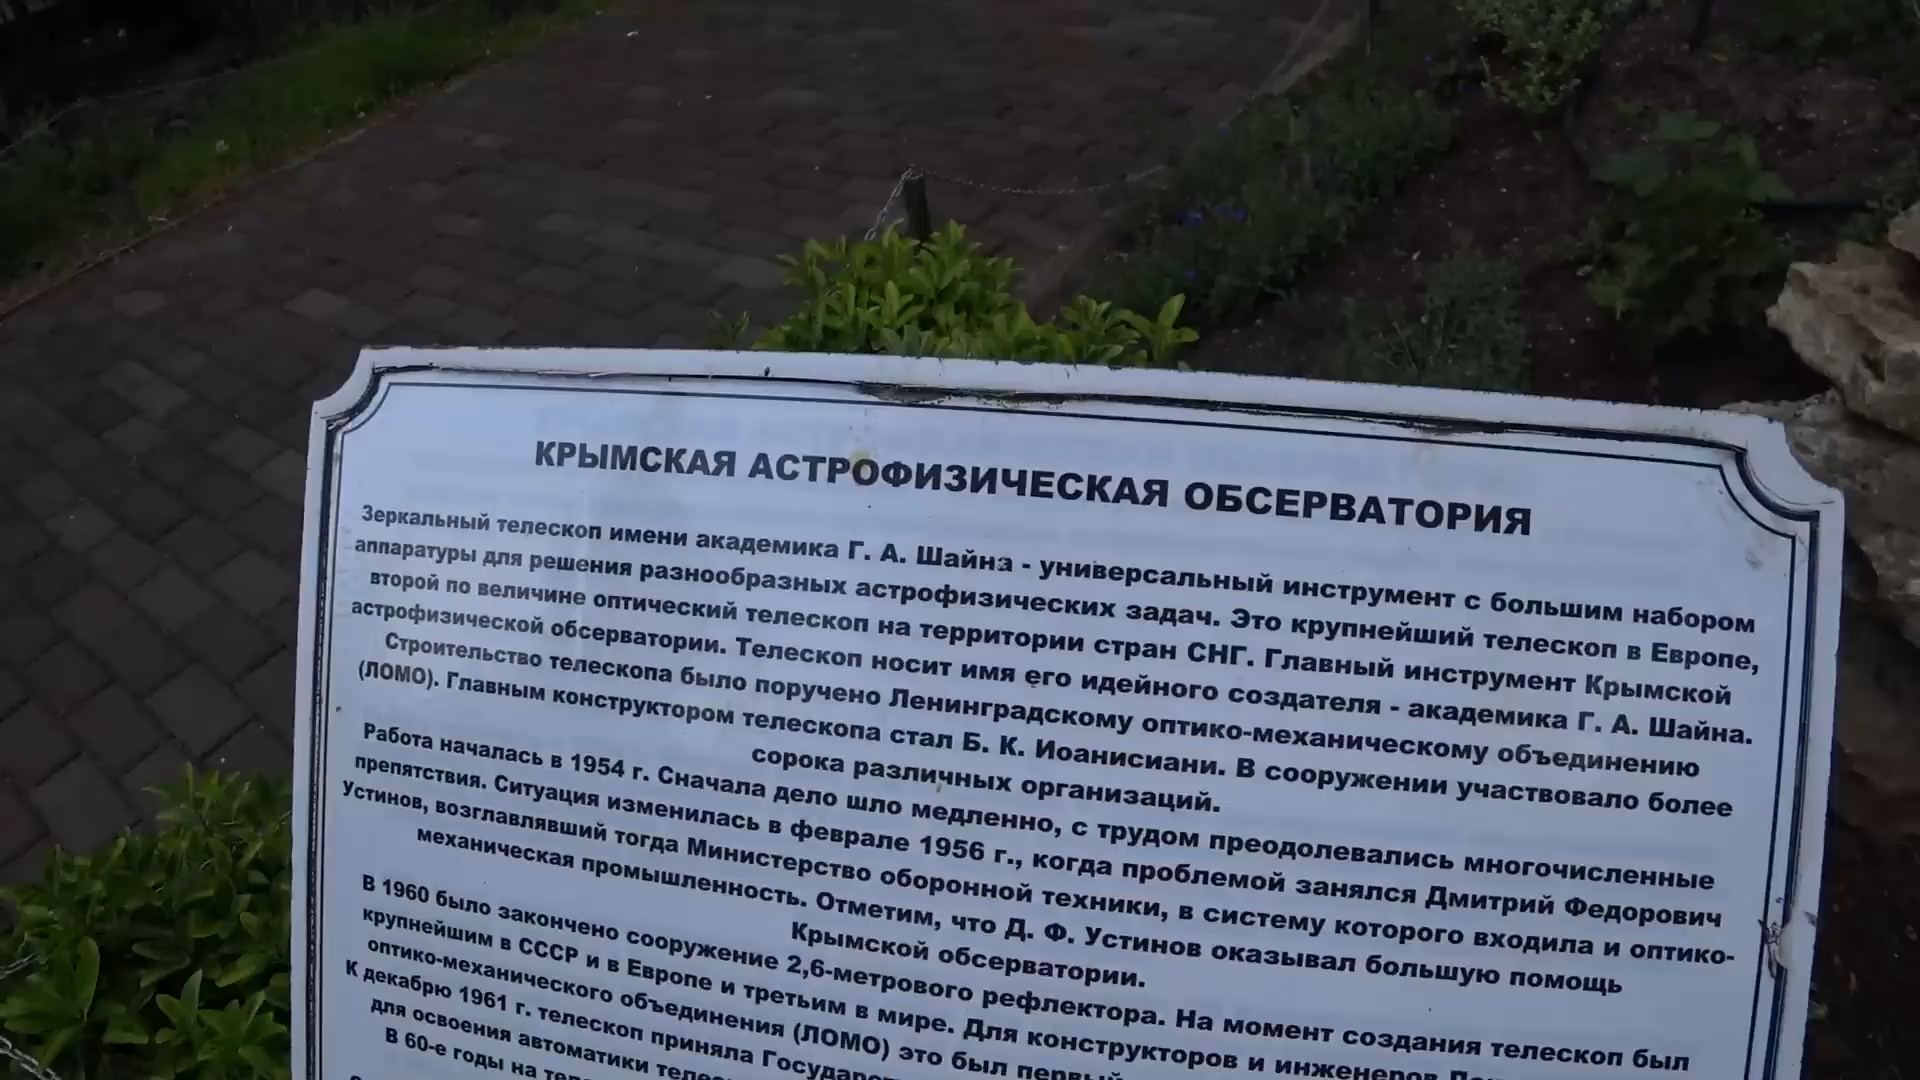 КРЫМСКАЯ АСТРОФИЗИЧЕСКАЯ ОБСЕРВАТОРИЯ
Зеркальный телескоп имени академика Г. А. Шайна - универсальный инструмент с большим набором
аппаратуры для решения разнообразных астрофизических задач. Это крупнейший телескоп в Европе,
второй по величине оптический телескоп на территории стран СНГ. Главный инструмент Крымской
астрофизической обсерватории. Телескоп носит имя его идейного создателя - академика Г. А. Шайна.
Строительство телескопа было поручено Ленинградскому оптико-механическому объединению
(ЛОМО). Главным конструктором телескопа стал Б. К. Иоанисиани. В сооружении участвовало более
сорока различных организаций.
Работа началась в 1954 г. Сначала дело шло медленно, с трудом преодолевались многочисленные
препятствия. Ситуация изменилась в феврале 1956 г., когда проблемой занялся Дмитрий Федорович
Устинов, возглавлявший тогда Министерство оборонной техники, в систему которого входила и оптико-
механическая промышленность. Отметим, что Д. Ф. Устинов оказывал большую помощь
Крымской обсерватории.
В 1960 было закончено сооружение 2,6-метрового рефлектора. На момент создания телескоп был
крупнейшим в СССР и в Европе и третьим в мире. Для конструкторов и инженеров
оптико-механического объединения (ЛОМО) это был первый
К декабрю 1961 г. телескоп приняла
для освоения автоматики
В 60-е годы на